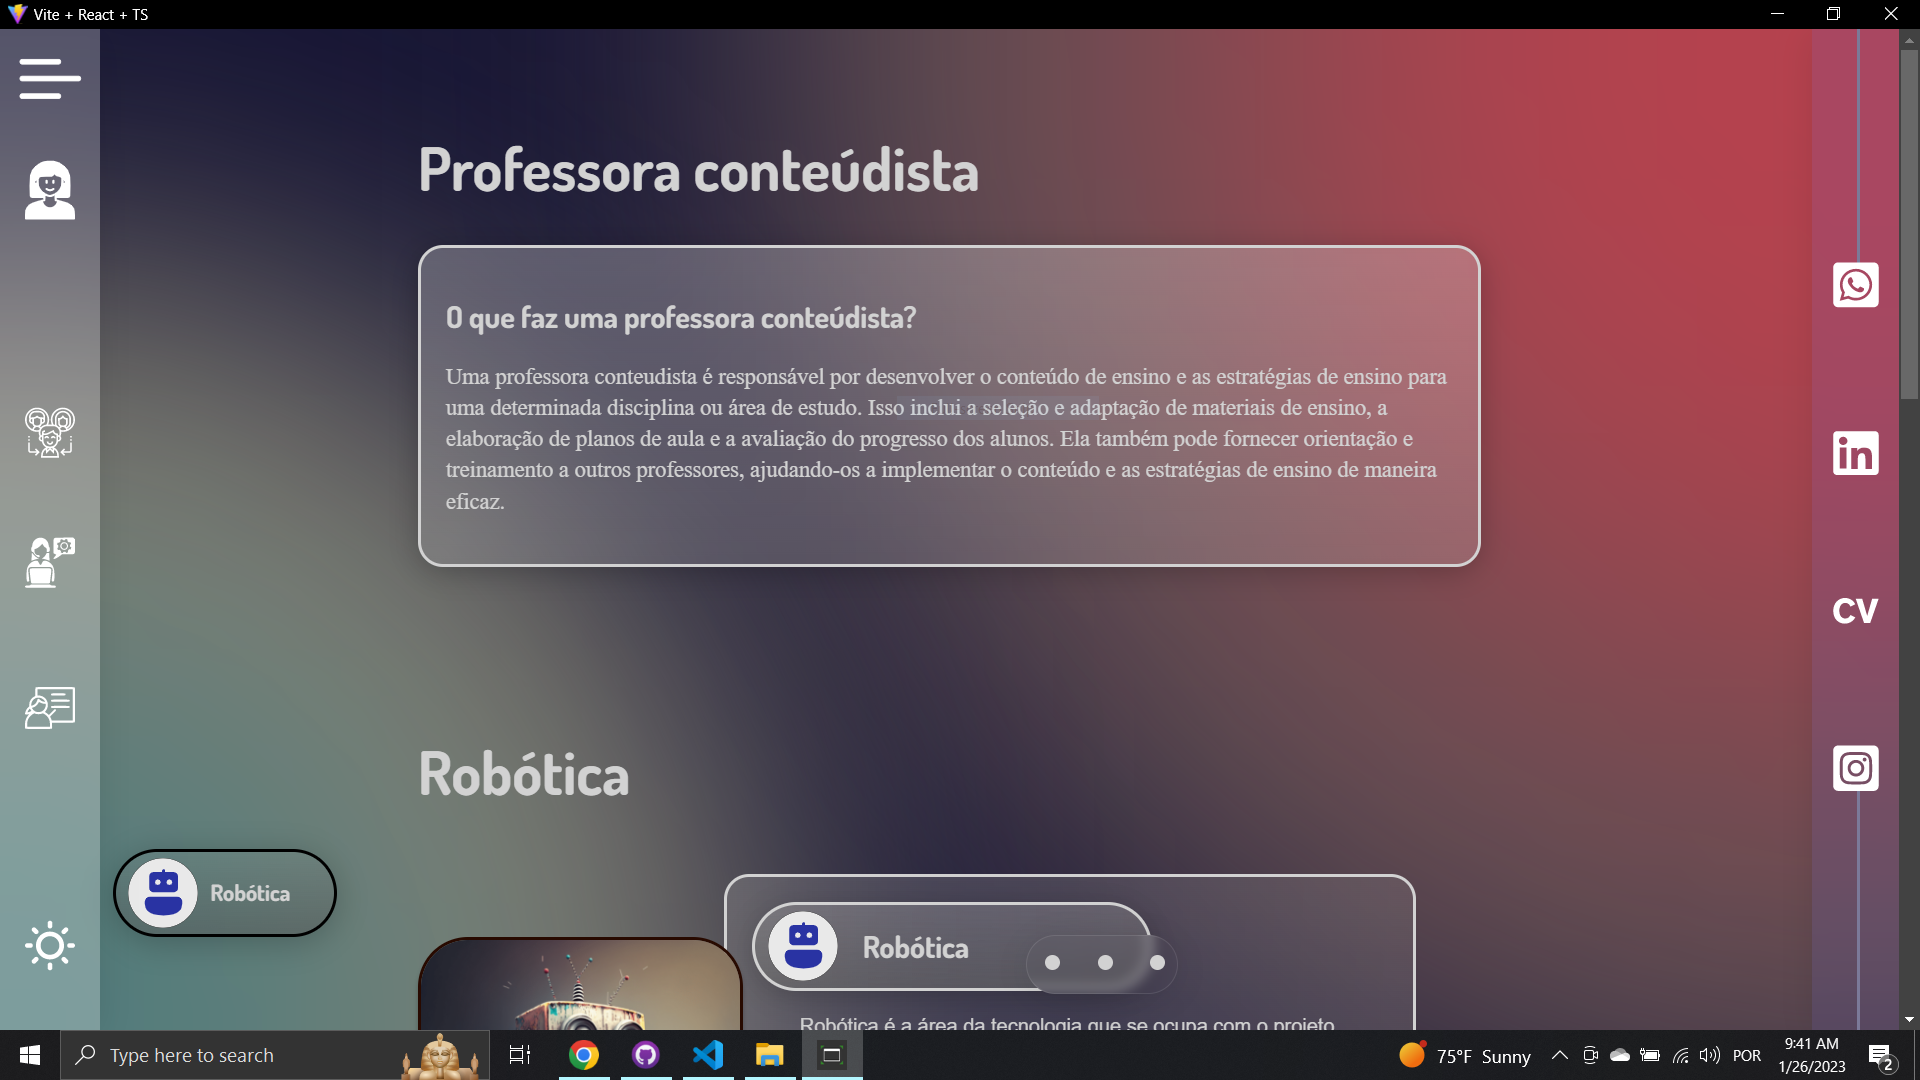 Vite + React + TS
Professora conteúdista
O que faz uma professora conteúdista?
Uma professora conteudista é responsável por desenvolver o conteúdo de ensino e as estratégias de ensino para
uma determinada disciplina ou área de estudo. Isso inclui a seleção e adaptação de materiais de ensino, a
elaboração de planos de aula e a avaliação do progresso dos alunos. Ela também pode fornecer orientação e
treinamento a outros professores, ajudando-os a implementar o conteúdo e as estratégias de ensino de maneira
eficaz.
in
CV
Robótica
Robótica
Robótica
Robótica é a área da tecnologia que se ocupa com o projeto
Type here to search
75°F Sunny
POR
9:41 AM
1/26/2023
2